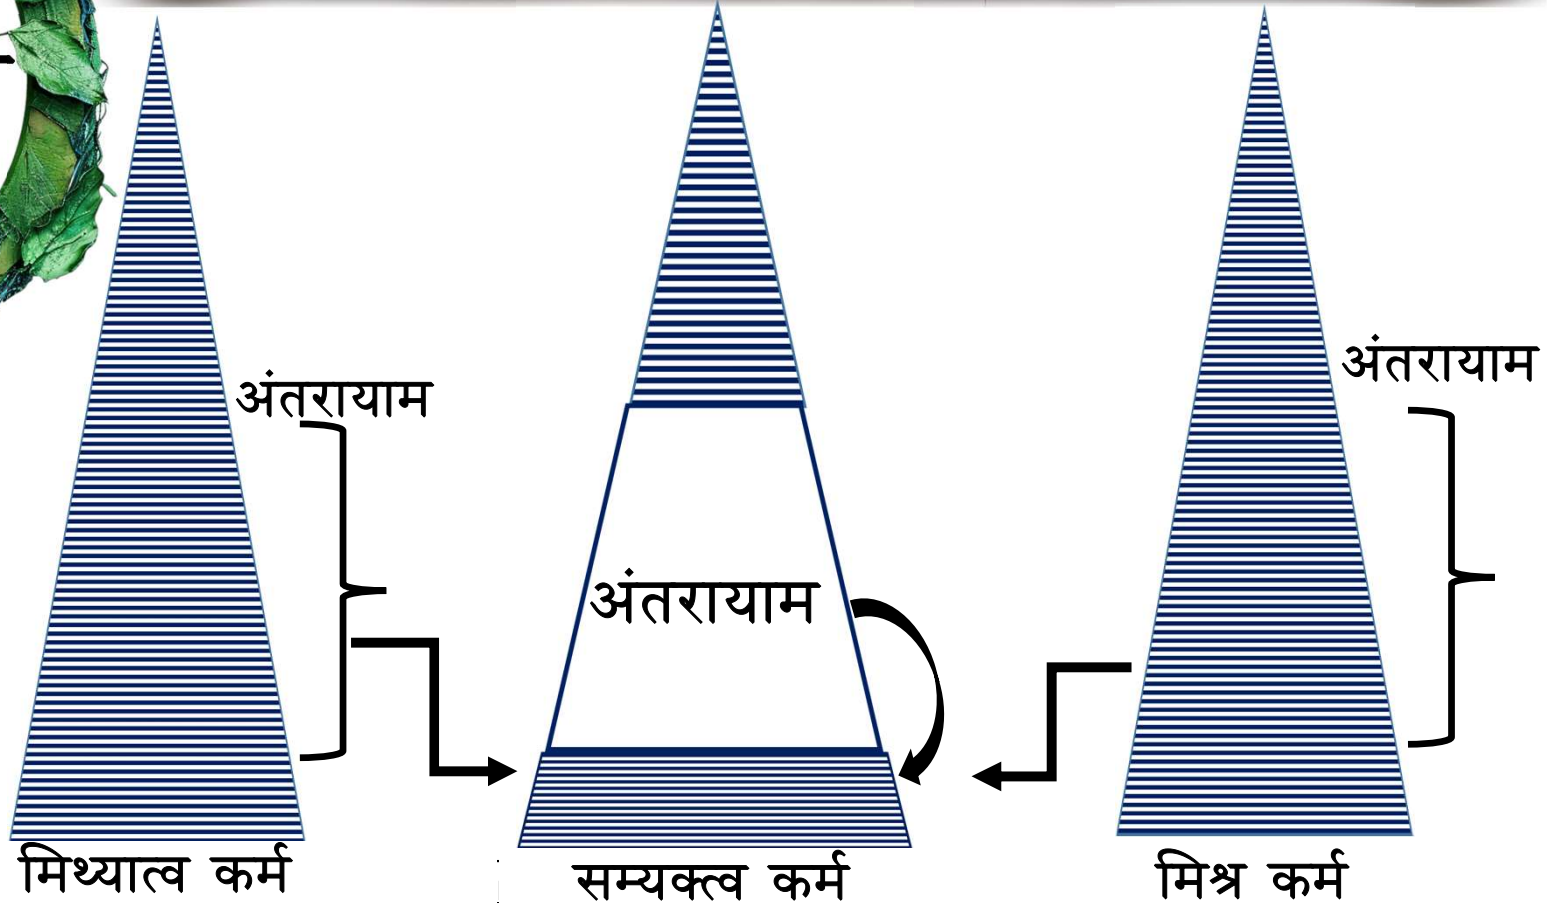 अंतरायाम
अंतरायाम
अंतरायाम
मिथ्यात्व कर्म
सम्यक्त्व कर्म
मिश्र कर्म